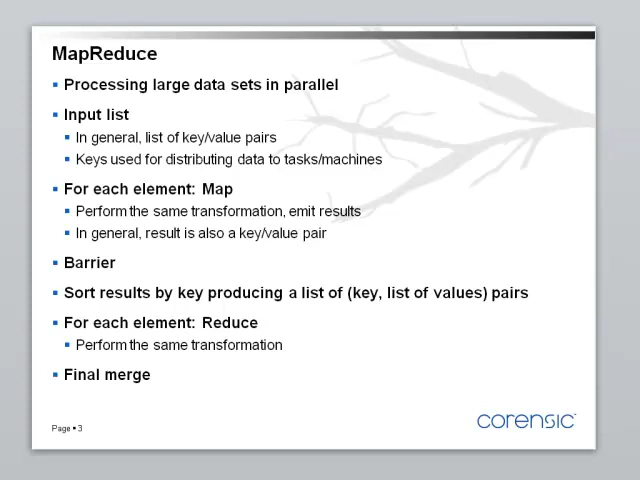 MapReduce
Processing large data sets in parallel
Input list
In general, list of key/value pairs
Keys used for distributing data to tasks/machines
For each element: Map
Perform the same transformation, emit results
In general, result is also a key/value pair
Barrier
Sort results by key producing a list of (key, list of values) pairs
For each element: Reduce
Perform the same transformation
Final merge
Page ▪ 3
corensic